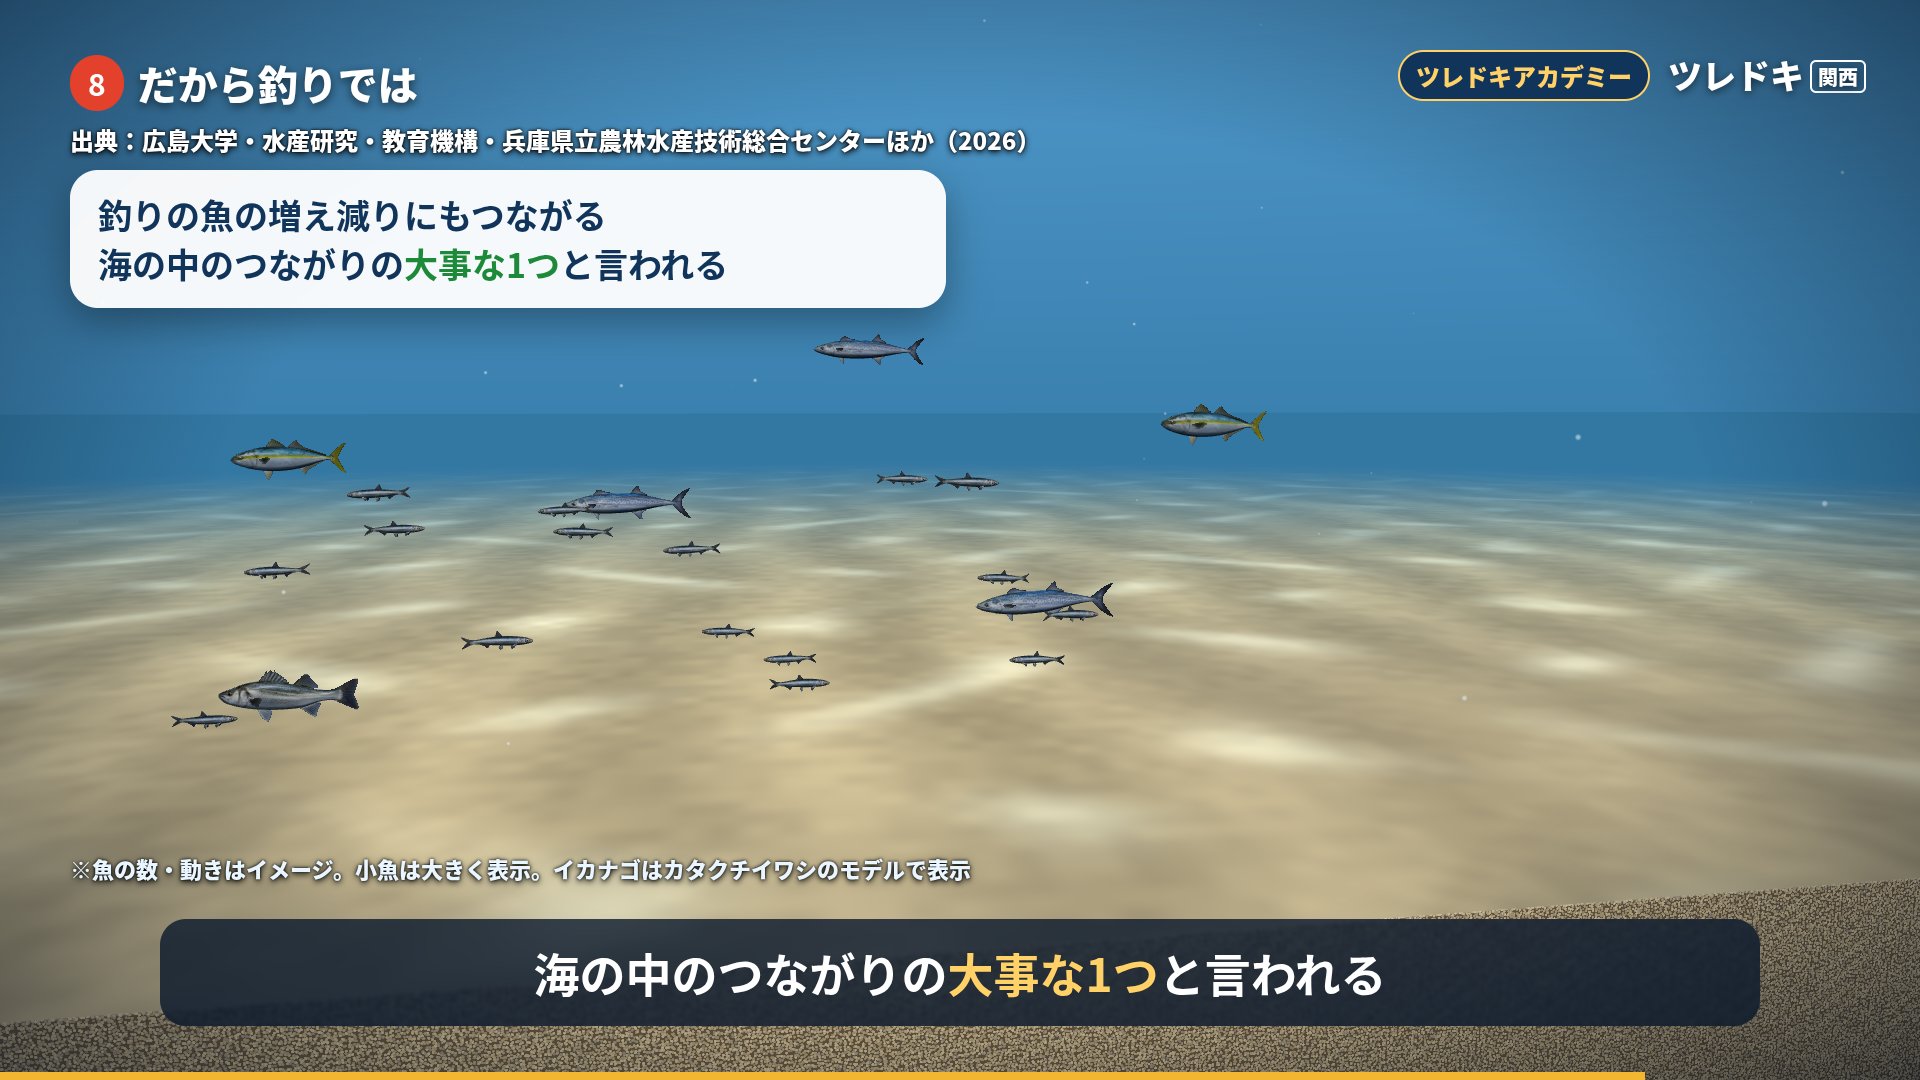 8 だから釣りでは
ツレドキアカデミー ツレドキ 関西
出典：広島大学・水産研究・教育機構・兵庫県立農林水産技術総合センターほか（2026）
釣りの魚の増え減りにもつながる
海の中のつながりの大事な1つと言われる
※魚の数・動きはイメージ。小魚は大きく表示。イカナゴはカタクチイワシのモデルで表示
海の中のつながりの大事な1つと言われる